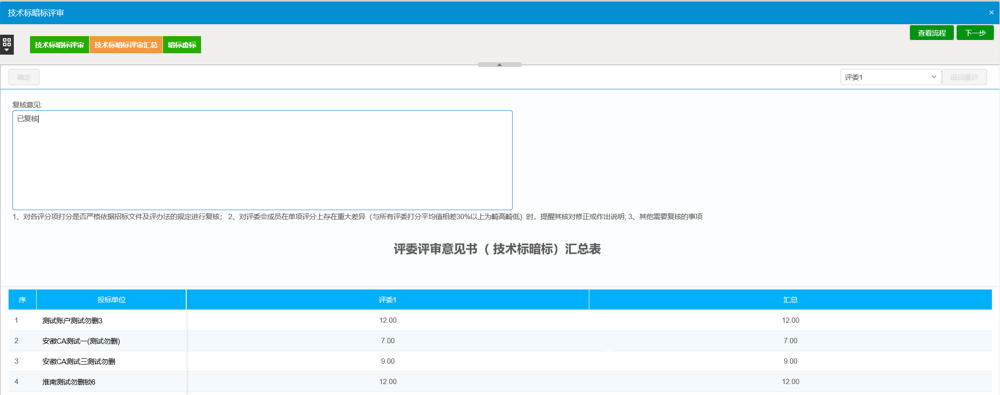 技术标暗标评审
×
查看流程 下一步
技术标暗标评审 技术标暗标评审汇总 暗标废标
确定 评委1 退回重评
复核意见:
已复核
1、对各评分项打分是否严格依据招标文件及评办法的规定进行复核； 2、对评委会成员在单项评分上存在重大差异（与所有评委打分平均值相差30%以上为畸高畸低）时，提醒其核对修正或作出说明; 3、其他需要复核的事项
评委评审意见书（ 技术标暗标）汇总表
序 投标单位 评委1 汇总
1 测试账户测试勿删3 12.00 12.00
2 安徽CA测试一(测试勿删) 7.00 7.00
3 安徽CA测试三测试勿删 9.00 9.00
4 淮南测试勿删锁6 12.00 12.00